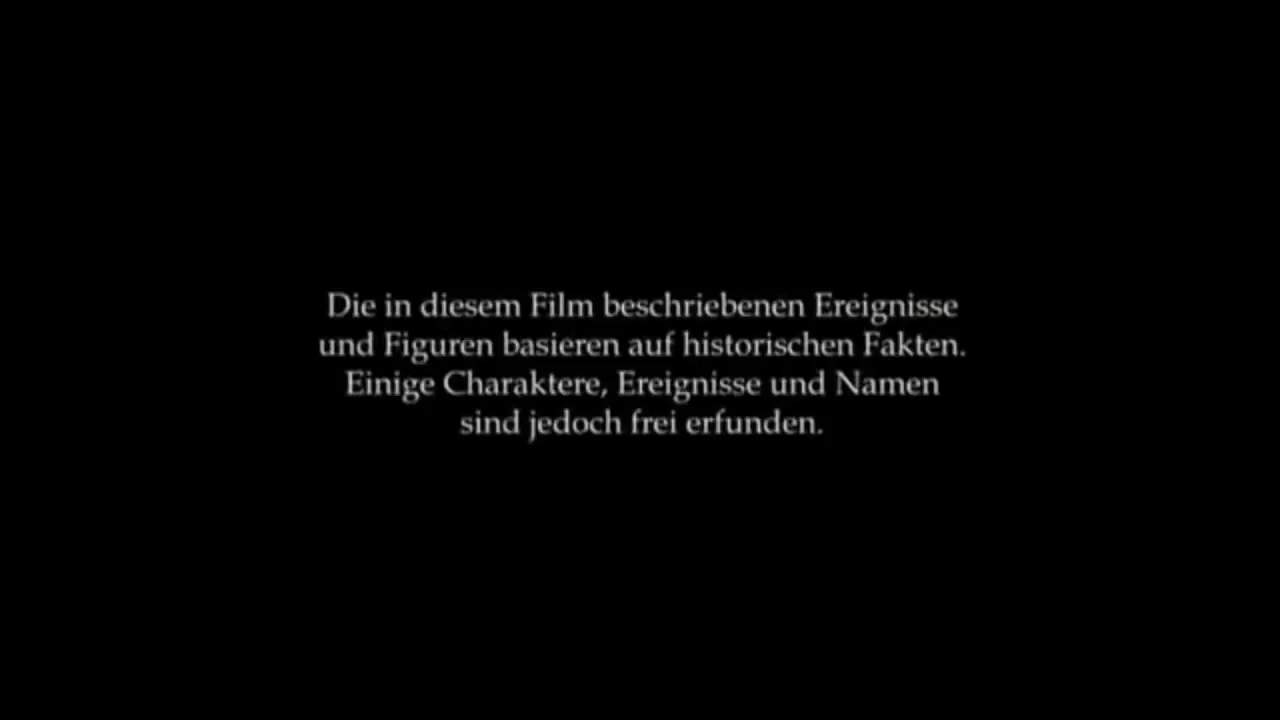 Die in diesem Film beschriebenen Ereignisse
und Figuren basieren auf historischen Fakten.
Einige Charaktere, Ereignisse und Namen
sind jedoch frei erfunden.